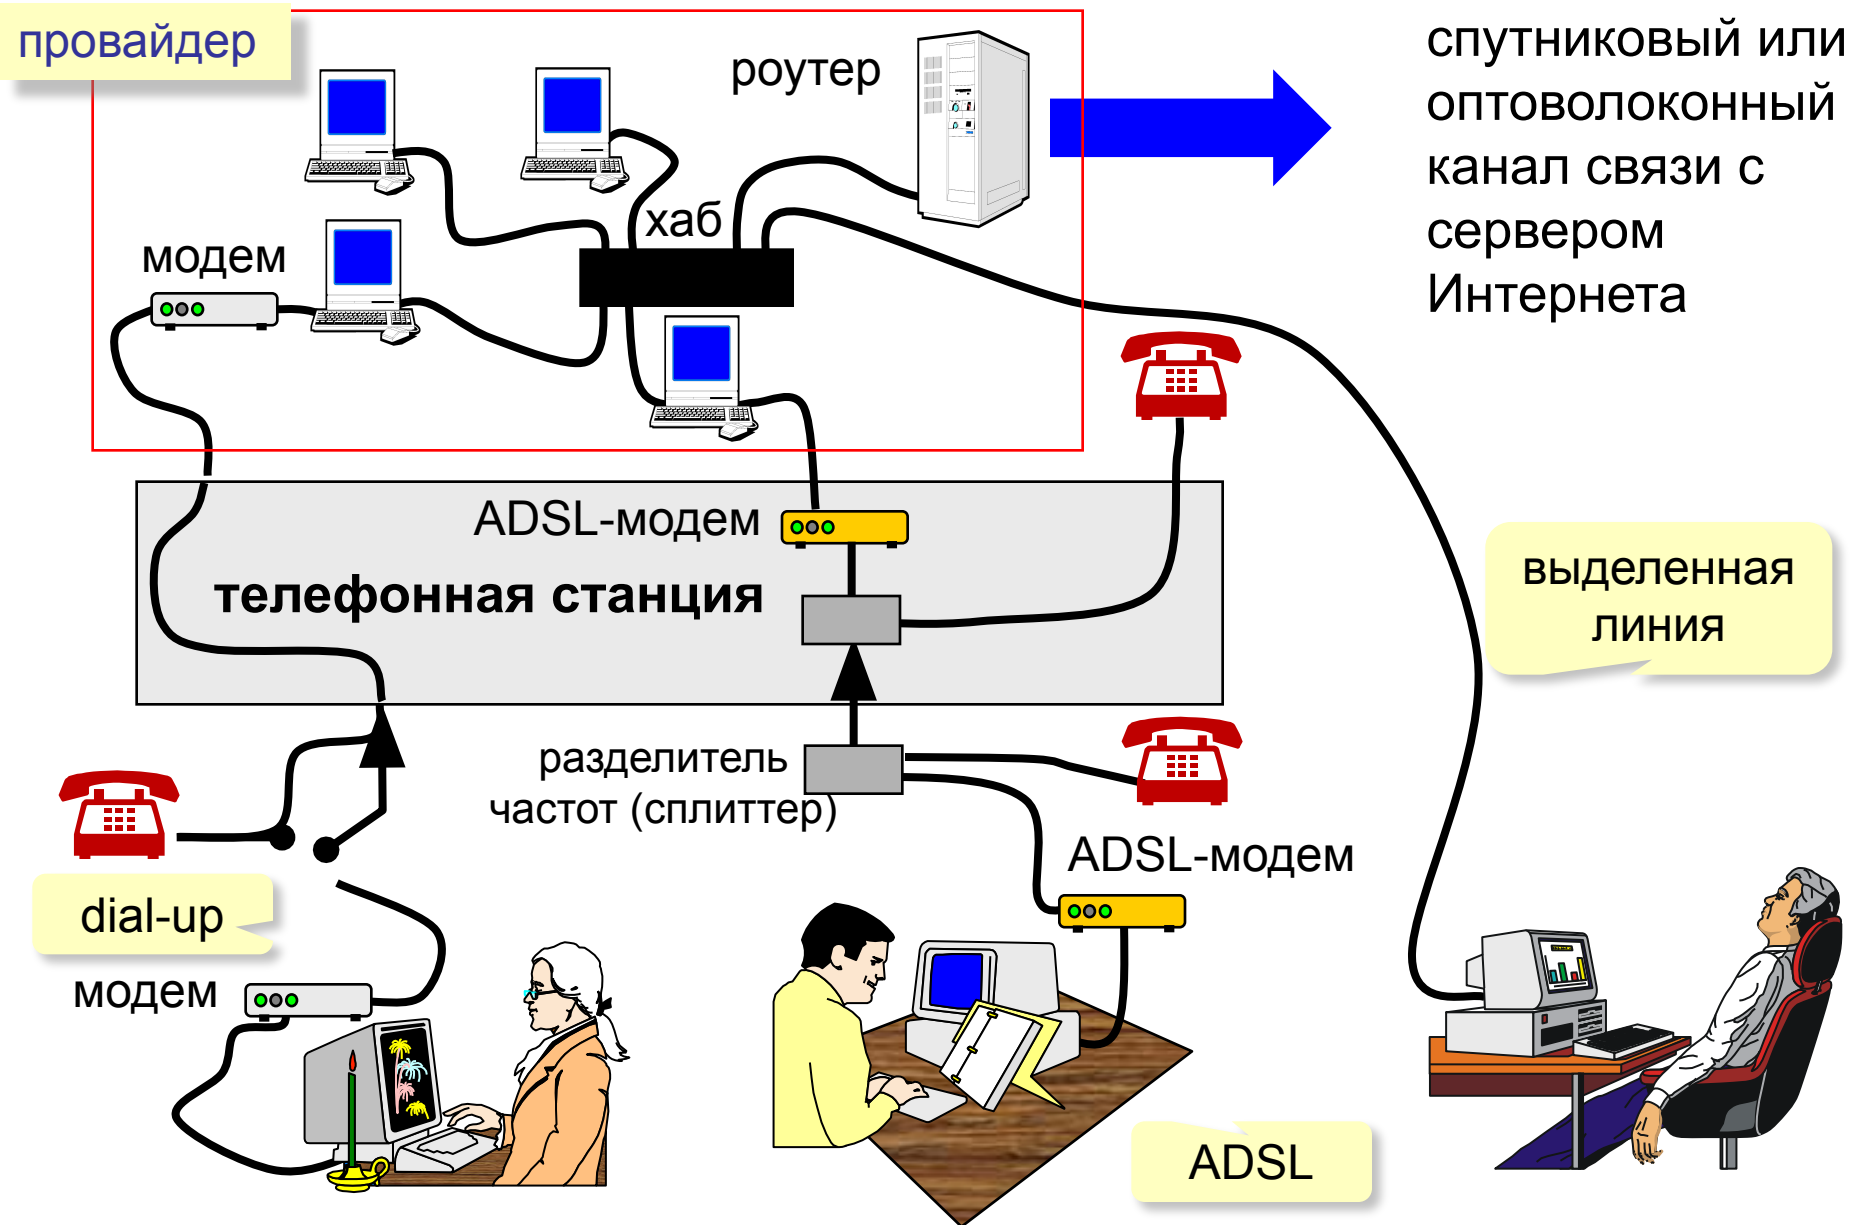 провайдер
роутер
спутниковый или
оптоволоконный
канал связи с
сервером
Интернета
хаб
модем
ADSL-модем
телефонная станция
выделенная
линия
разделитель
частот (сплиттер)
ADSL-модем
dial-up
модем
ADSL